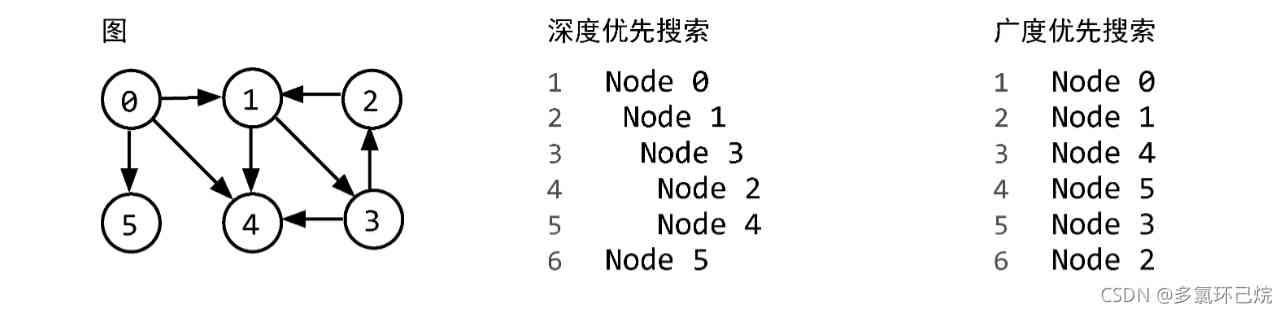 图
0
1
2
5
4
3
深度优先搜索
1 Node 0
2 Node 1
3 Node 3
4 Node 2
5 Node 4
6 Node 5
广度优先搜索
1 Node 0
2 Node 1
3 Node 4
4 Node 5
5 Node 3
6 Node 2
CSDN @多氯环己烷